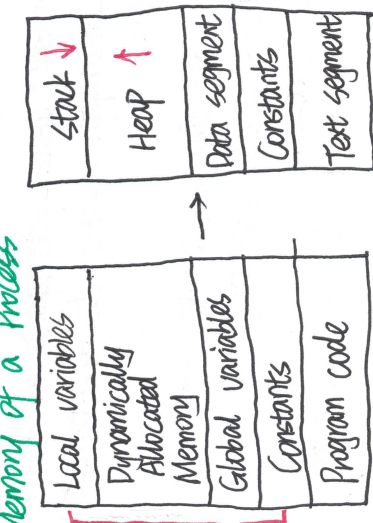 Memory of a Process
Local variables
Dynamically
Allocated
Memory
Global variables
Constants
Program code
Stack
Heap
Data segment
Constants
Text segment